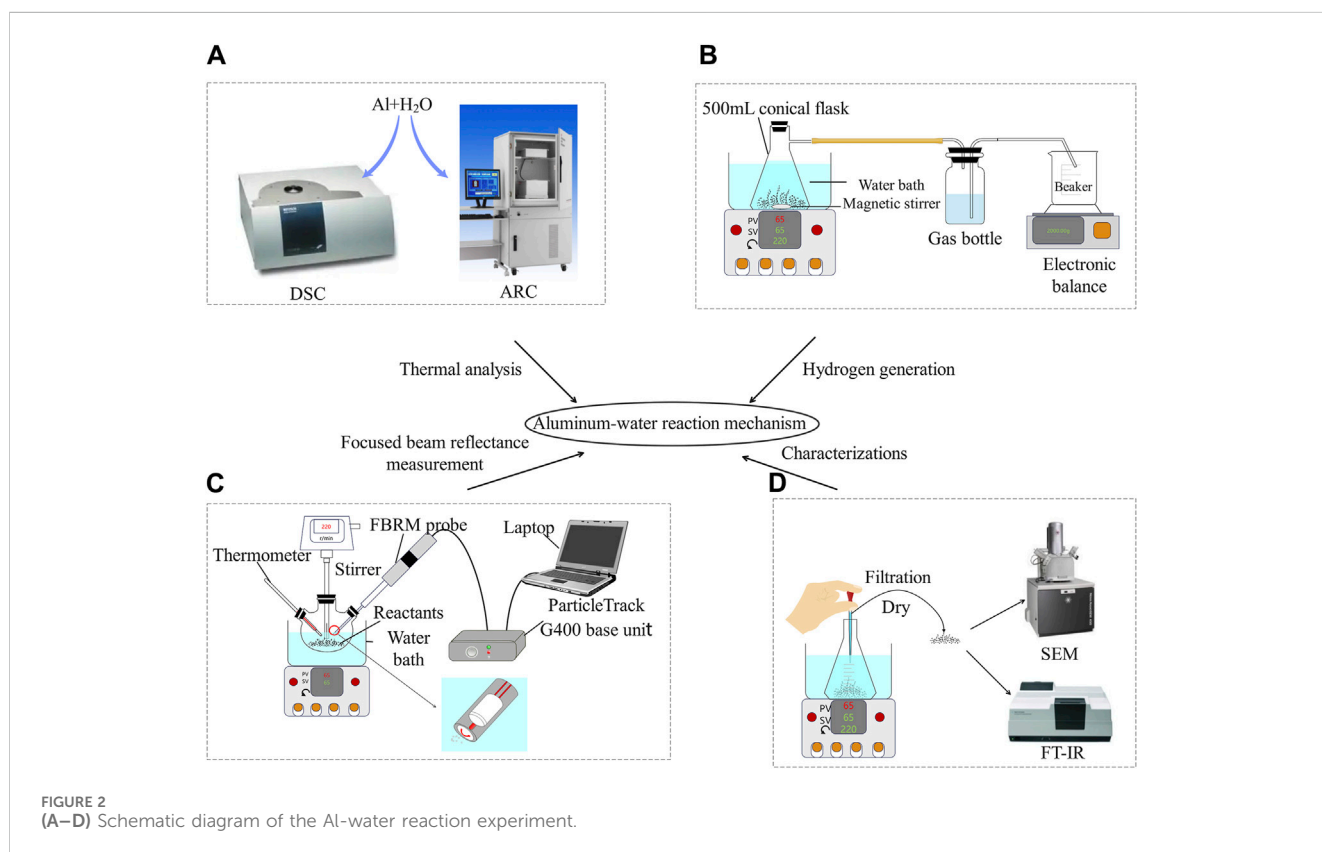 A
Al+H₂O
DSC
ARC
B
500mL conical flask
Water bath
Magnetic stirrer
PV
SV
65
65
220
Gas bottle
Beaker
Electronic
balance
Thermal analysis
Hydrogen generation
Aluminum-water reaction mechanism
Focused beam reflectance
measurement
Characterizations
C
220
r/min
FBRM probe
Thermometer
Stirrer
Laptop
Reactants
Water
bath
ParticleTrack
G400 base unit
PV
SV
D
Filtration
Dry
PV
SV
65
65
220
SEM
FT-IR
FIGURE 2
(A–D) Schematic diagram of the Al-water reaction experiment.